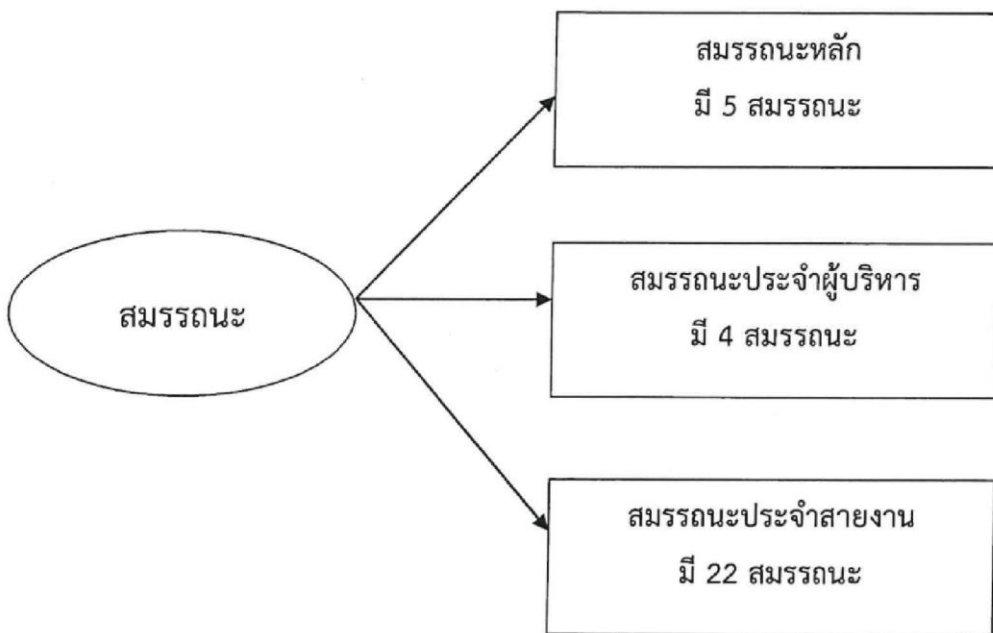 สมรรถนะ
สมรรถนะหลัก
มี 5 สมรรถนะ
สมรรถนะประจำผู้บริหาร
มี 4 สมรรถนะ
สมรรถนะประจำสายงาน
มี 22 สมรรถนะ